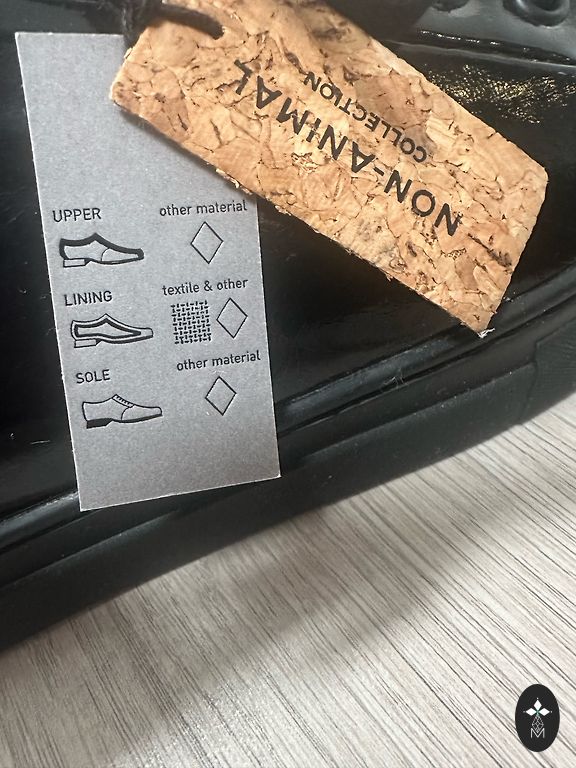 NON-ANIMAL
COLLECTION
UPPER
other material
LINING
textile & other
SOLE
other material
M